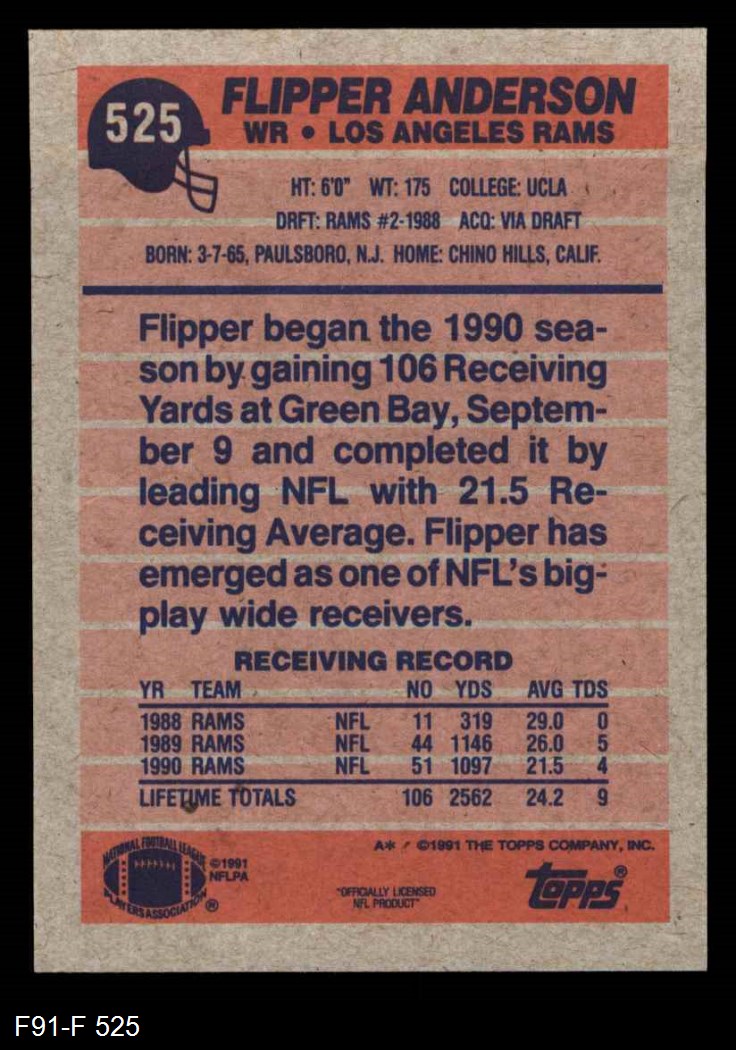 525
FLIPPER ANDERSON
WR • LOS ANGELES RAMS
HT: 6'0" WT: 175 COLLEGE: UCLA
DRFT: RAMS #2-1988 ACQ: VIA DRAFT
BORN: 3-7-65, PAULSBORO, N.J. HOME: CHINO HILLS, CALIF.
Flipper began the 1990 sea-
son by gaining 106 Receiving
Yards at Green Bay, Septem-
ber 9 and completed it by
leading NFL with 21.5 Re-
ceiving Average. Flipper has
emerged as one of NFL's big-
play wide receivers.
RECEIVING RECORD
YR TEAM NO YDS AVG TDS
1988 RAMS NFL 11 319 29.0 0
1989 RAMS NFL 44 1146 26.0 5
1990 RAMS NFL 51 1097 21.5 4
LIFETIME TOTALS 106 2562 24.2 9
A* ©1991 THE TOPPS COMPANY, INC.
NATIONAL FOOTBALL LEAGUE
PLAYERS ASSOCIATION ®
©1991
NFLPA
"OFFICIALLY LICENSED
NFL PRODUCT"
TOPPS®
F91-F 525